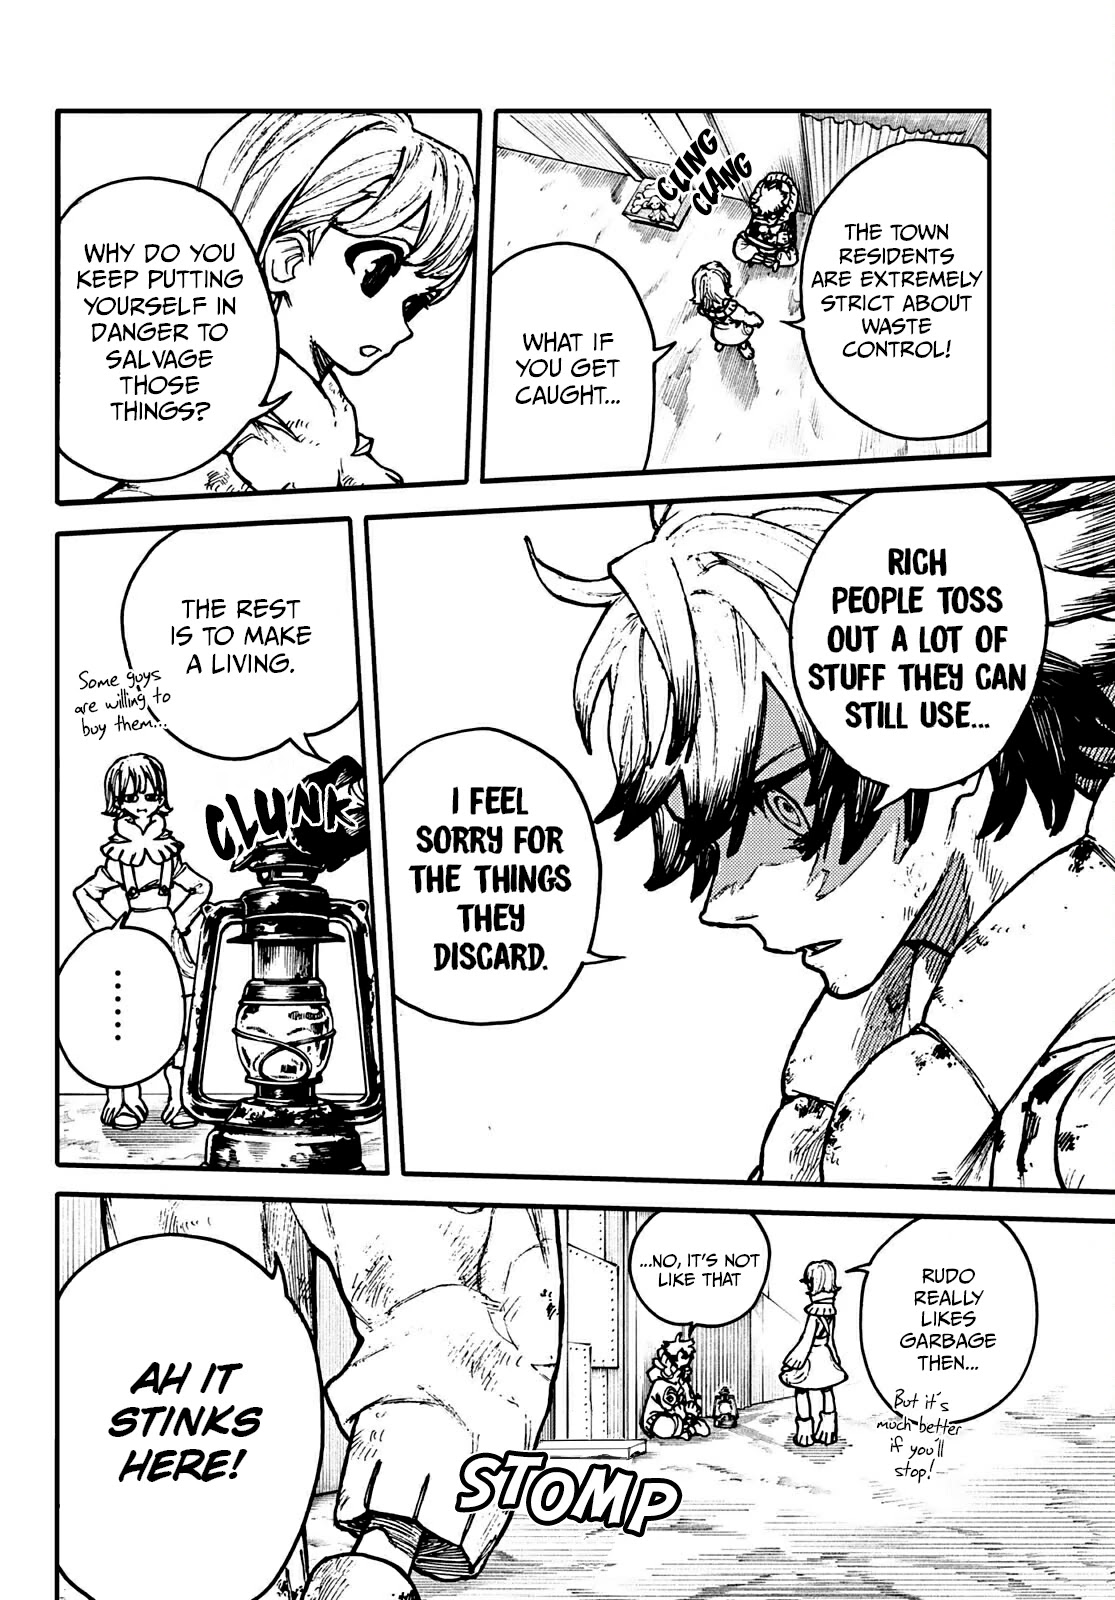 THE TOWN
RESIDENTS
ARE EXTREMELY
STRICT ABOUT
WASTE
CONTROL!
CLING
CLANG
WHAT IF
YOU GET
CAUGHT...
WHY DO YOU
KEEP PUTTING
YOURSELF IN
DANGER TO
SALVAGE
THOSE
THINGS?
RICH
PEOPLE TOSS
OUT A LOT OF
STUFF THEY CAN
STILL USE...
I FEEL
SORRY FOR
THE THINGS
THEY
DISCARD.
THE REST
IS TO MAKE
A LIVING.
Some guys
are willing to
buy them...
CLUNK
......
RUDO
REALLY
LIKES
GARBAGE
THEN...
But it's
much better
if you'll
stop!
...NO, IT'S NOT
LIKE THAT
STOMP
AH IT
STINKS
HERE!